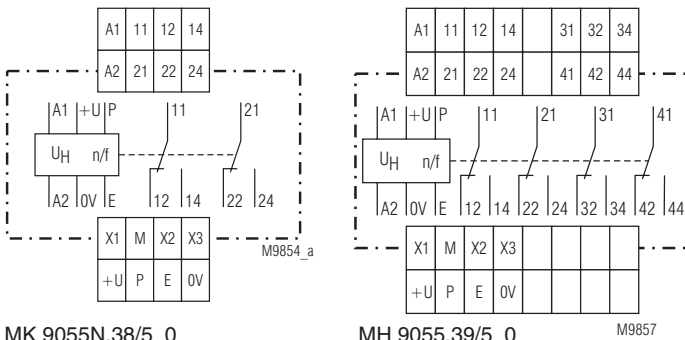 A1 11 12 14
A2 21 22 24
A1 +U P 11 21
UH n/f
A2 0V E 12 14 22 24
X1 M X2 X3
+U P E 0V
M9854_a
MK 9055N.38/5_0
A1 11 12 14 31 32 34
A2 21 22 24 41 42 44
A1 +U P 11 21 31 41
UH n/f
A2 0V E 12 14 22 24 32 34 42 44
X1 M X2 X3
+U P E 0V
M9857
MH 9055.39/5_0